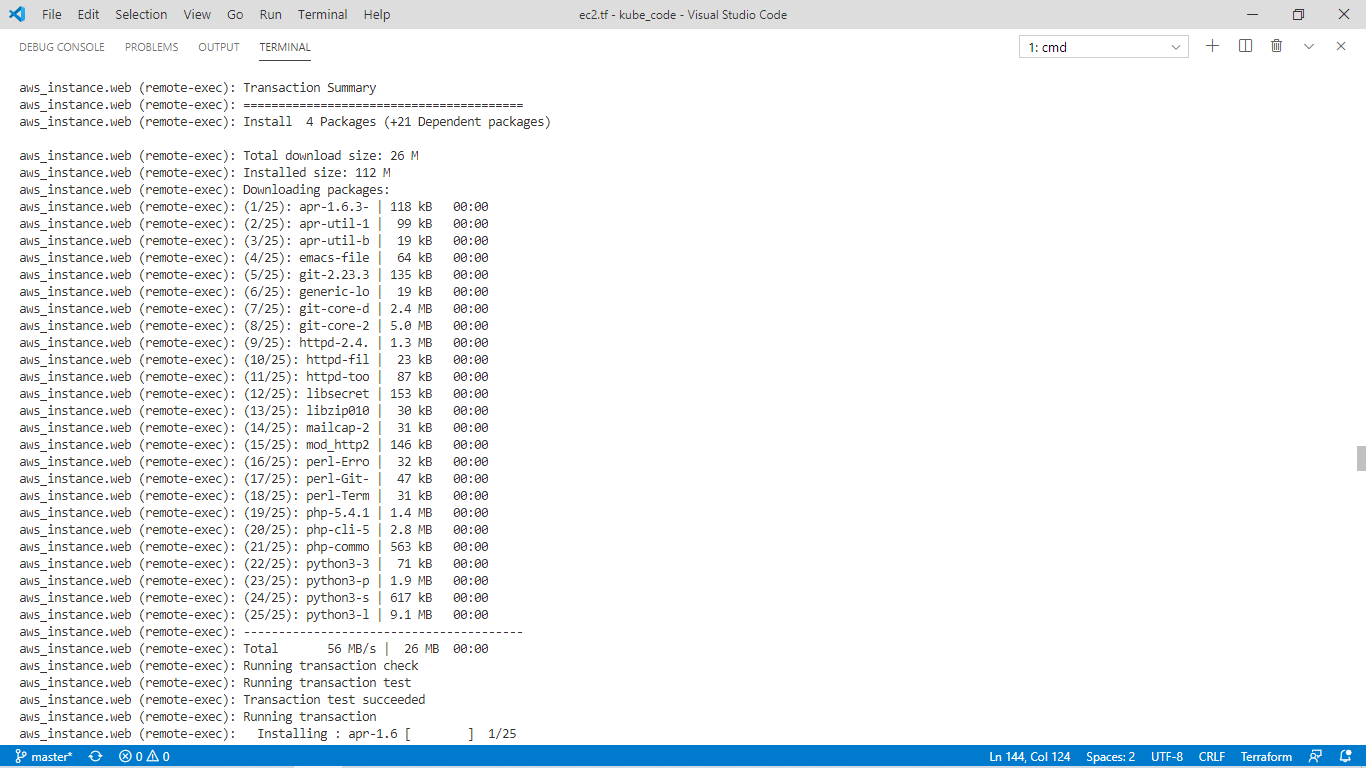 File Edit Selection View Go Run Terminal Help ec2.tf - kube_code - Visual Studio Code
DEBUG CONSOLE PROBLEMS OUTPUT TERMINAL 1: cmd
aws_instance.web (remote-exec): Transaction Summary
aws_instance.web (remote-exec): ========================================
aws_instance.web (remote-exec): Install  4 Packages (+21 Dependent packages)
aws_instance.web (remote-exec): Total download size: 26 M
aws_instance.web (remote-exec): Installed size: 112 M
aws_instance.web (remote-exec): Downloading packages:
aws_instance.web (remote-exec): (1/25): apr-1.6.3- | 118 kB   00:00
aws_instance.web (remote-exec): (2/25): apr-util-1 |  99 kB   00:00
aws_instance.web (remote-exec): (3/25): apr-util-b |  19 kB   00:00
aws_instance.web (remote-exec): (4/25): emacs-file |  64 kB   00:00
aws_instance.web (remote-exec): (5/25): git-2.23.3 | 135 kB   00:00
aws_instance.web (remote-exec): (6/25): generic-lo |  19 kB   00:00
aws_instance.web (remote-exec): (7/25): git-core-d | 2.4 MB   00:00
aws_instance.web (remote-exec): (8/25): git-core-2 | 5.0 MB   00:00
aws_instance.web (remote-exec): (9/25): httpd-2.4. | 1.3 MB   00:00
aws_instance.web (remote-exec): (10/25): httpd-fil |  23 kB   00:00
aws_instance.web (remote-exec): (11/25): httpd-too |  87 kB   00:00
aws_instance.web (remote-exec): (12/25): libsecret | 153 kB   00:00
aws_instance.web (remote-exec): (13/25): libzip010 |  30 kB   00:00
aws_instance.web (remote-exec): (14/25): mailcap-2 |  31 kB   00:00
aws_instance.web (remote-exec): (15/25): mod_http2 | 146 kB   00:00
aws_instance.web (remote-exec): (16/25): perl-Erro |  32 kB   00:00
aws_instance.web (remote-exec): (17/25): perl-Git- |  47 kB   00:00
aws_instance.web (remote-exec): (18/25): perl-Term |  31 kB   00:00
aws_instance.web (remote-exec): (19/25): php-5.4.1 | 1.4 MB   00:00
aws_instance.web (remote-exec): (20/25): php-cli-5 | 2.8 MB   00:00
aws_instance.web (remote-exec): (21/25): php-commo | 563 kB   00:00
aws_instance.web (remote-exec): (22/25): python3-3 |  71 kB   00:00
aws_instance.web (remote-exec): (23/25): python3-p | 1.9 MB   00:00
aws_instance.web (remote-exec): (24/25): python3-s | 617 kB   00:00
aws_instance.web (remote-exec): (25/25): python3-l | 9.1 MB   00:00
aws_instance.web (remote-exec): ----------------------------------------
aws_instance.web (remote-exec): Total       56 MB/s |  26 MB  00:00
aws_instance.web (remote-exec): Running transaction check
aws_instance.web (remote-exec): Running transaction test
aws_instance.web (remote-exec): Transaction test succeeded
aws_instance.web (remote-exec): Running transaction
aws_instance.web (remote-exec):   Installing : apr-1.6 [        ]  1/25
master* 0 0 Ln 144, Col 124 Spaces: 2 UTF-8 CRLF Terraform